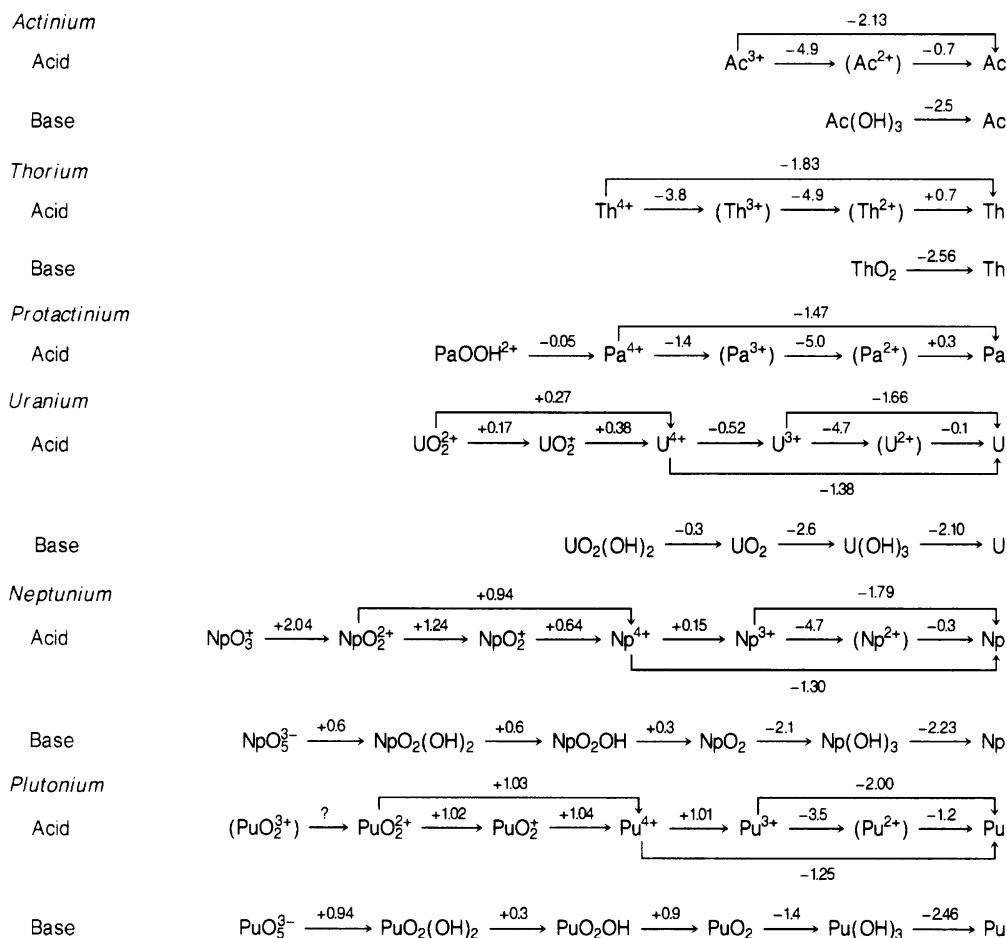 Actinium
−2.13
Acid Ac³⁺ −4.9 (Ac²⁺) −0.7 Ac
Base Ac(OH)₃ −2.5 Ac
Thorium
−1.83
Acid Th⁴⁺ −3.8 (Th³⁺) −4.9 (Th²⁺) +0.7 Th
Base ThO₂ −2.56 Th
Protactinium
−1.47
Acid PaOOH²⁺ −0.05 Pa⁴⁺ −1.4 (Pa³⁺) −5.0 (Pa²⁺) +0.3 Pa
Uranium
+0.27 −1.66
Acid UO₂²⁺ +0.17 UO₂⁺ +0.38 U⁴⁺ −0.52 U³⁺ −4.7 (U²⁺) −0.1 U
−1.38
Base UO₂(OH)₂ −0.3 UO₂ −2.6 U(OH)₃ −2.10 U
Neptunium
+0.94 −1.79
Acid NpO₃⁺ +2.04 NpO₂²⁺ +1.24 NpO₂⁺ +0.64 Np⁴⁺ +0.15 Np³⁺ −4.7 (Np²⁺) −0.3 Np
−1.30
Base NpO₅³⁻ +0.6 NpO₂(OH)₂ +0.6 NpO₂OH +0.3 NpO₂ −2.1 Np(OH)₃ −2.23 Np
Plutonium
+1.03 −2.00
Acid (PuO₂³⁺) ? PuO₂²⁺ +1.02 PuO₂⁺ +1.04 Pu⁴⁺ +1.01 Pu³⁺ −3.5 (Pu²⁺) −1.2 Pu
−1.25
Base PuO₅³⁻ +0.94 PuO₂(OH)₂ +0.3 PuO₂OH +0.9 PuO₂ −1.4 Pu(OH)₃ −2.46 Pu